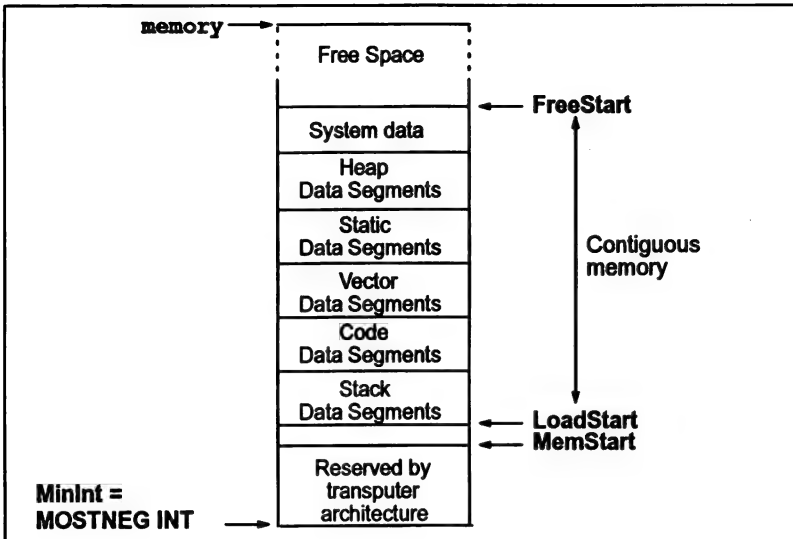 memory
Free Space
FreeStart
System data
Heap
Data Segments
Static
Data Segments
Contiguous
memory
Vector
Data Segments
Code
Data Segments
Stack
Data Segments
LoadStart
MemStart
Reserved by
transputer
architecture
MinInt =
MOSTNEG INT